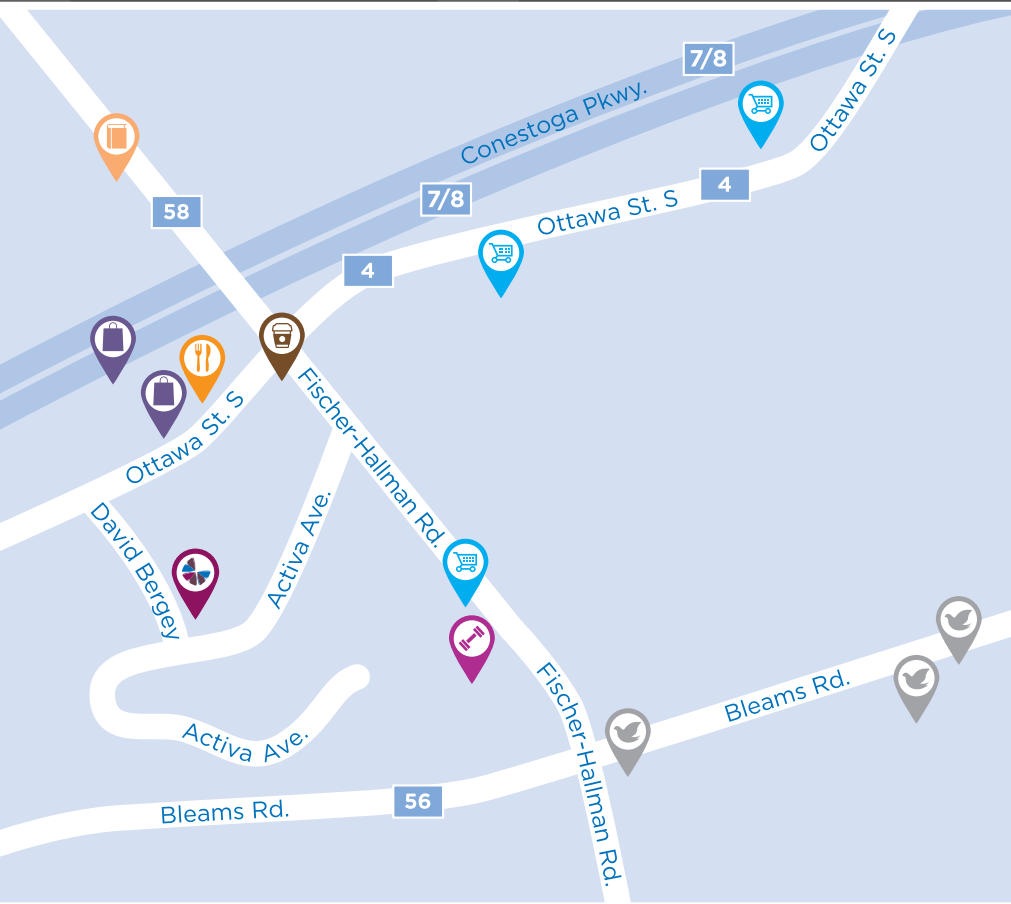 Ottawa St. S
7/8
Conestoga Pkwy.
4
7/8
58
Ottawa St. S
4
Ottawa St. S
Fischer-Hallman Rd.
David Bergey
Activa Ave.
Fischer-Hallman Rd.
Bleams Rd.
Activa Ave.
56
Bleams Rd.